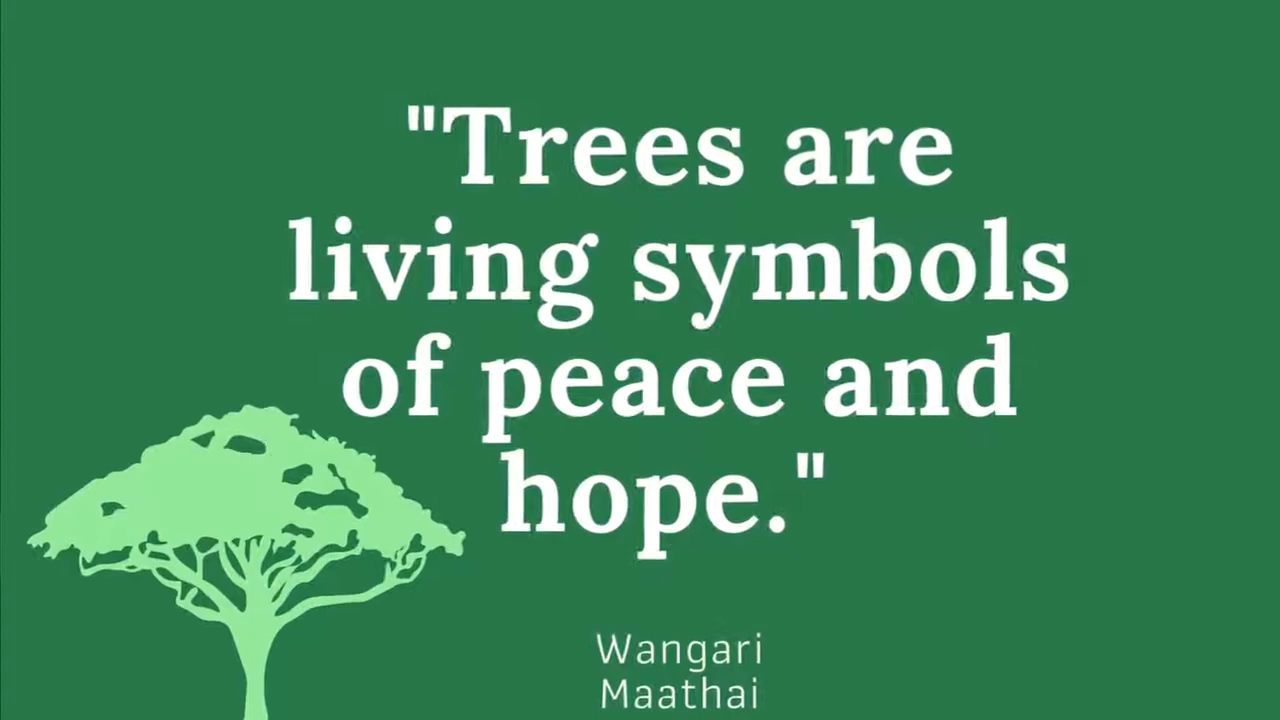 "Trees are
living symbols
of peace and
hope."
Wangari
Maathai